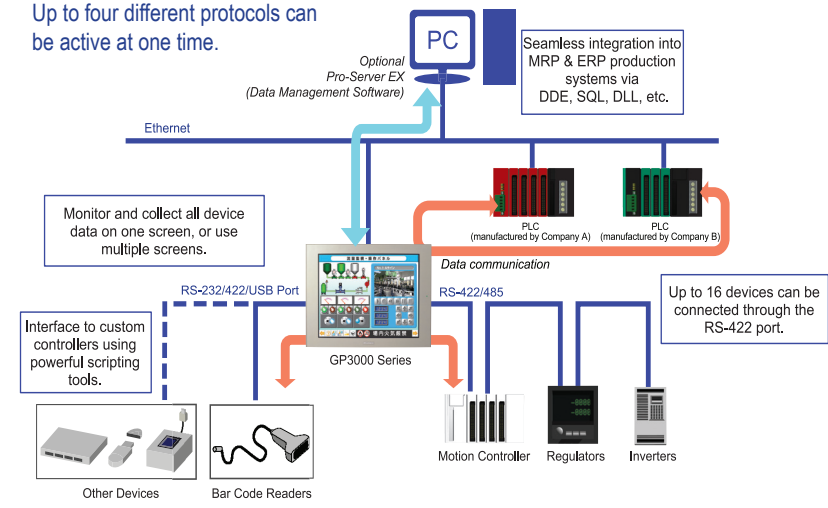 Up to four different protocols can
be active at one time.
PC
Optional
Pro-Server EX
(Data Management Software)
Seamless integration into
MRP & ERP production
systems via
DDE, SQL, DLL, etc.
Ethernet
Monitor and collect all device
data on one screen, or use
multiple screens.
PLC
(manufactured by Company A)
PLC
(manufactured by Company B)
Data communication
RS-232/422/USB Port
RS-422/485
Up to 16 devices can be
connected through the
RS-422 port.
Interface to custom
controllers using
powerful scripting
tools.
GP3000 Series
Motion Controller
Regulators
Inverters
Other Devices
Bar Code Readers